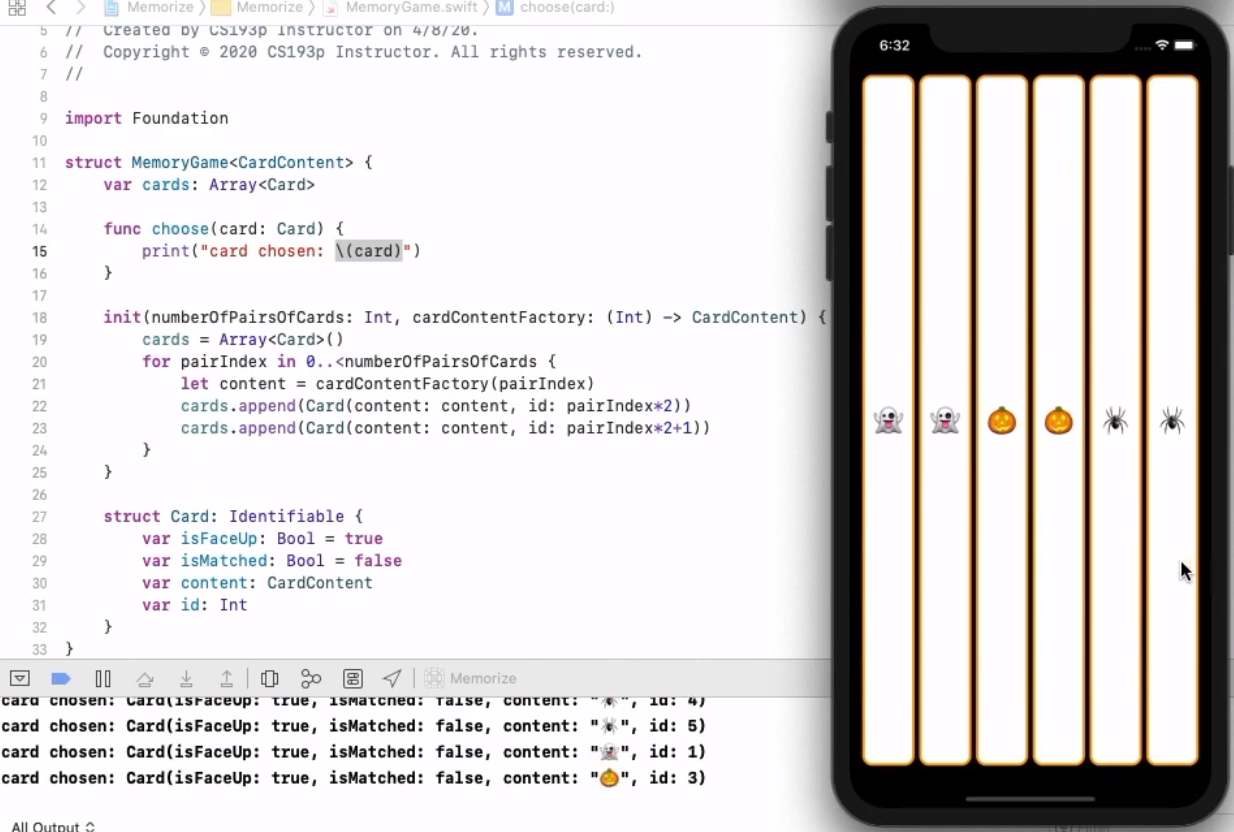 Memorize 〉 Memorize 〉 MemoryGame.swift 〉 M choose(card:)
5 //  Created by CS193p Instructor on 4/8/20.
6 //  Copyright © 2020 CS193p Instructor. All rights reserved.
7 //
8
9 import Foundation
10
11 struct MemoryGame<CardContent> {
12     var cards: Array<Card>
13
14     func choose(card: Card) {
15         print("card chosen: \(card)")
16     }
17
18     init(numberOfPairsOfCards: Int, cardContentFactory: (Int) -> CardContent) {
19         cards = Array<Card>()
20         for pairIndex in 0..<numberOfPairsOfCards {
21             let content = cardContentFactory(pairIndex)
22             cards.append(Card(content: content, id: pairIndex*2))
23             cards.append(Card(content: content, id: pairIndex*2+1))
24         }
25     }
26
27     struct Card: Identifiable {
28         var isFaceUp: Bool = true
29         var isMatched: Bool = false
30         var content: CardContent
31         var id: Int
32     }
33 }
Memorize
card chosen: Card(isFaceUp: true, isMatched: false, content: "🕷", id: 4)
card chosen: Card(isFaceUp: true, isMatched: false, content: "🕷", id: 5)
card chosen: Card(isFaceUp: true, isMatched: false, content: "👻", id: 1)
card chosen: Card(isFaceUp: true, isMatched: false, content: "🎃", id: 3)
All Output
6:32
👻 👻 🎃 🎃 🕷 🕷